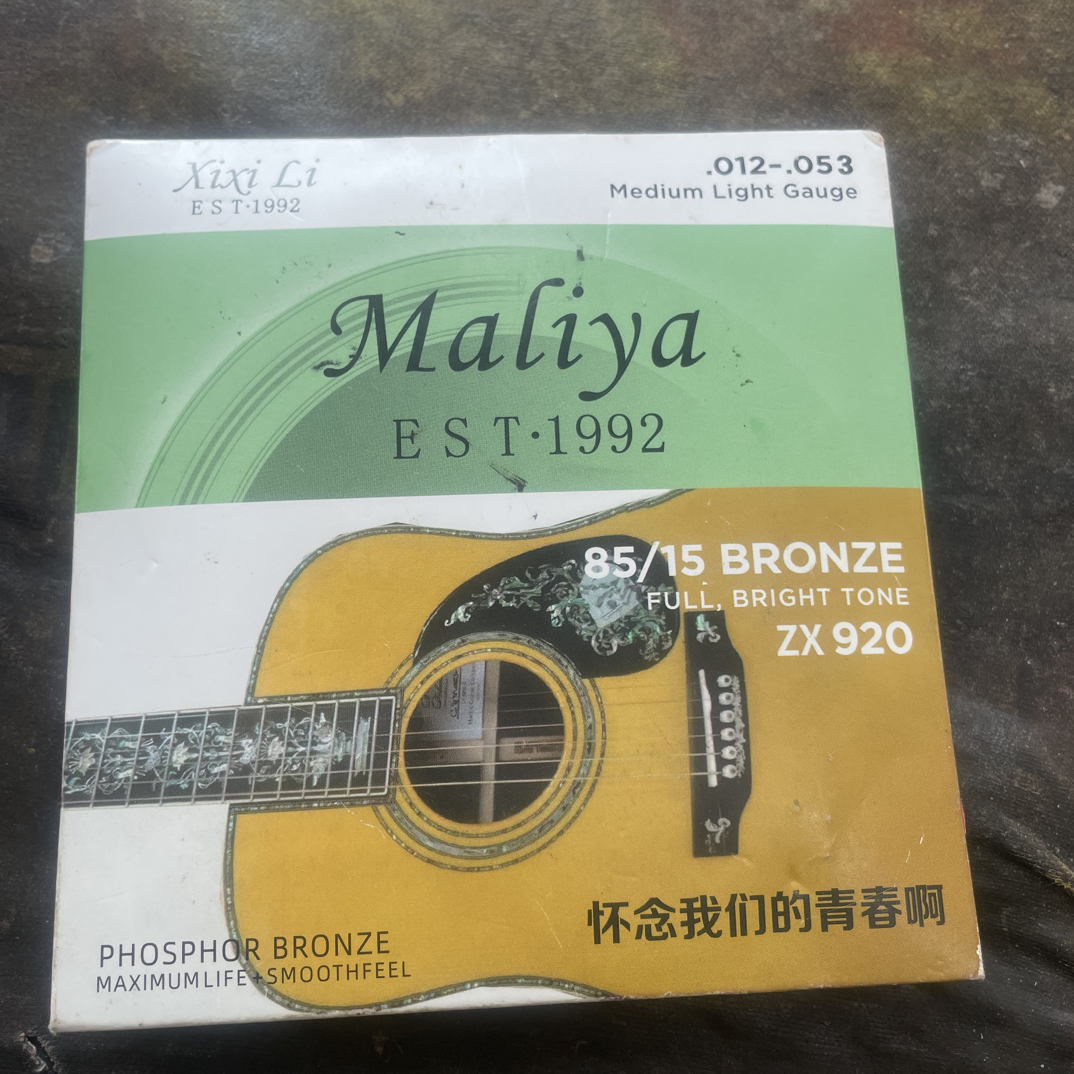 Xixi Li
EST·1992
.012-.053
Medium Light Gauge
Maliya
EST·1992
85/15 BRONZE
FULL, BRIGHT TONE
ZX 920
怀念我们的青春啊
PHOSPHOR BRONZE
MAXIMUMLIFE+SMOOTHFEEL